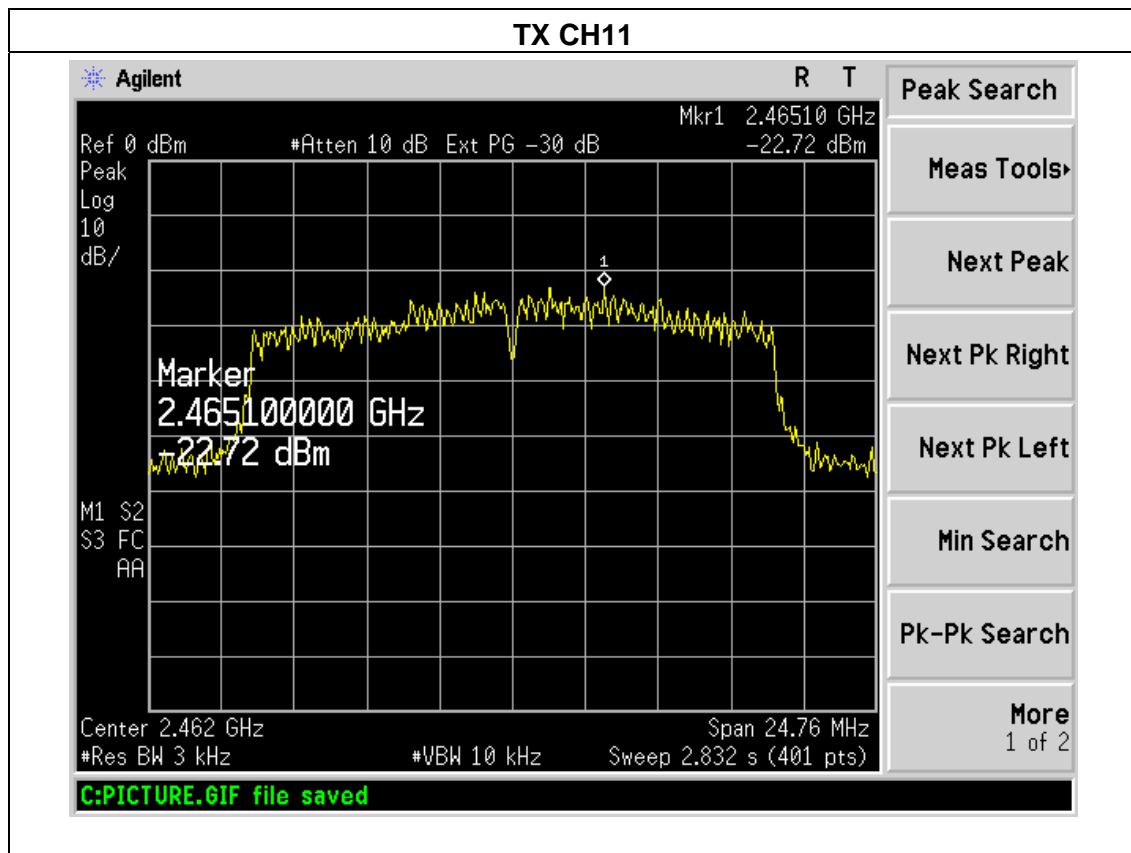 TX CH11
Agilent R T
Mkr1 2.46510 GHz
Ref 0 dBm #Atten 10 dB Ext PG -30 dB -22.72 dBm
Peak
Log
10
dB/
1
Marker
2.465100000 GHz
-22.72 dBm
M1 S2
S3 FC
AA
Center 2.462 GHz Span 24.76 MHz
#Res BW 3 kHz #VBW 10 kHz Sweep 2.832 s (401 pts)
C:PICTURE.GIF file saved
Peak Search
Meas Tools
Next Peak
Next Pk Right
Next Pk Left
Min Search
Pk-Pk Search
More
1 of 2